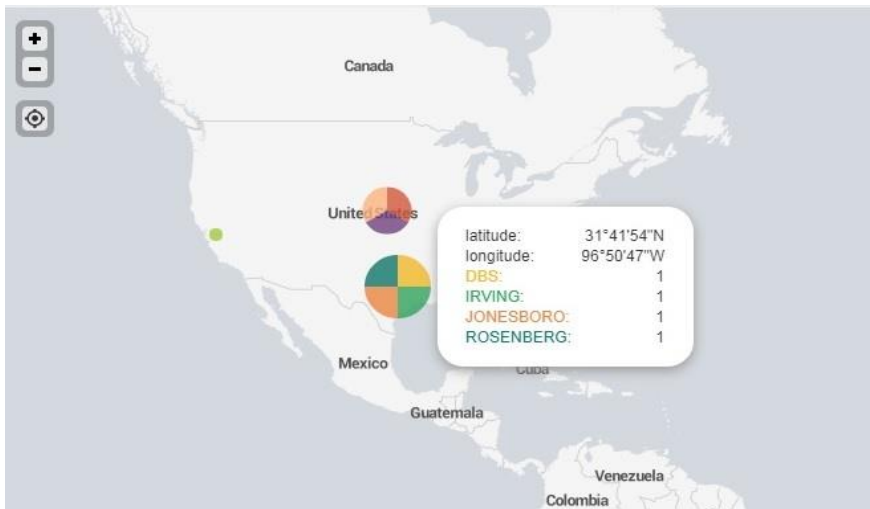 +
−
Canada
United States
latitude: 31°41'54"N
longitude: 96°50'47"W
DBS: 1
IRVING: 1
JONESBORO: 1
ROSENBERG: 1
Mexico
Cuba
Guatemala
Venezuela
Colombia